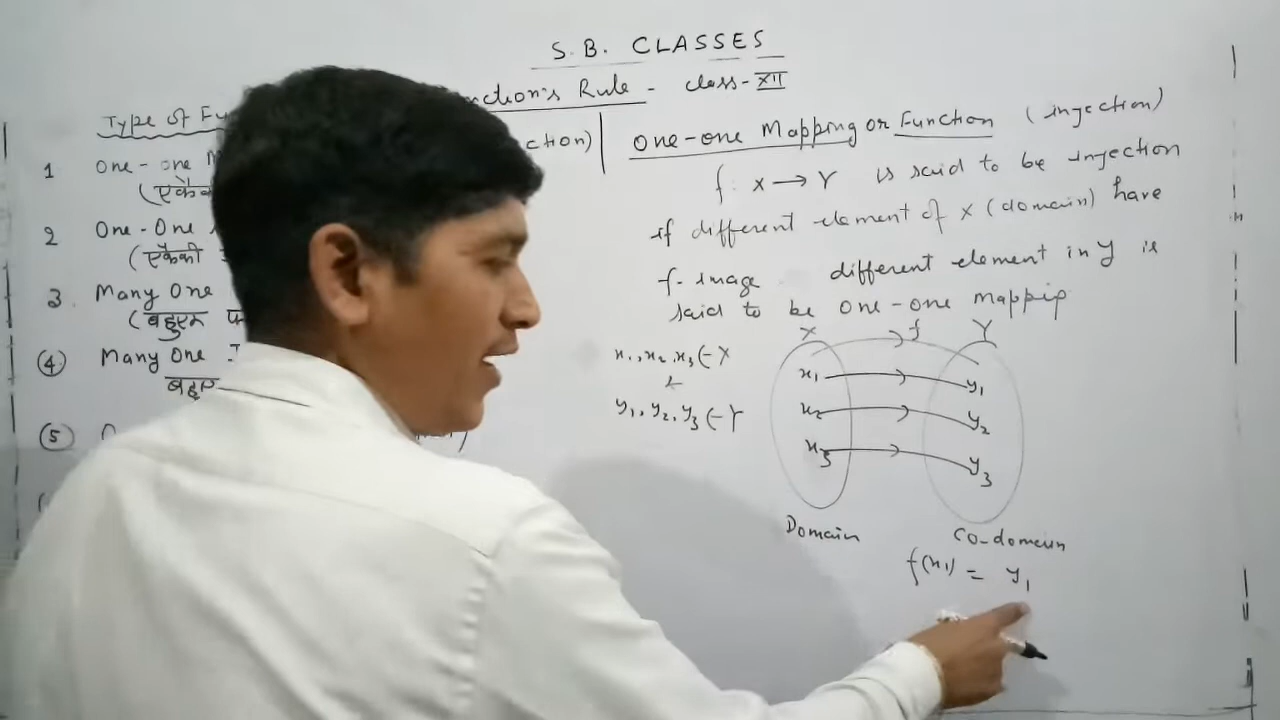 S. B. CLASSES
nction's Rule - class-XII
Type of Fu
1 One-one
2 One-One
(एकैकी
3. Many One
(बहुएक
(4) Many One
बहुए
(5)
ction)
One-one Mapping or Function (injection)
f: X → Y is said to be injection
if different element of X (domain) have
f-image different element in Y is
said to be one-one Mappig
x1, x2, x3 (- X
&
y1, y2, y3 (- Y
X f Y
x1 y1
x2 y2
x3 y3
Domain Co-domain
f(x1) = y1